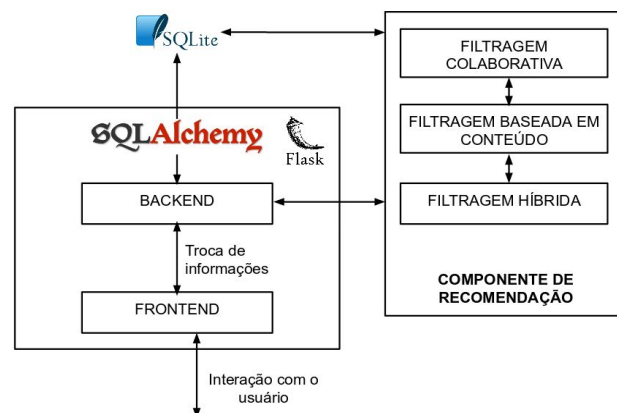 SQLite
FILTRAGEM
COLABORATIVA
FILTRAGEM BASEADA EM
CONTEÚDO
FILTRAGEM HÍBRIDA
COMPONENTE DE
RECOMENDAÇÃO
SQLAlchemy
Flask
BACKEND
Troca de
informações
FRONTEND
Interação com o
usuário